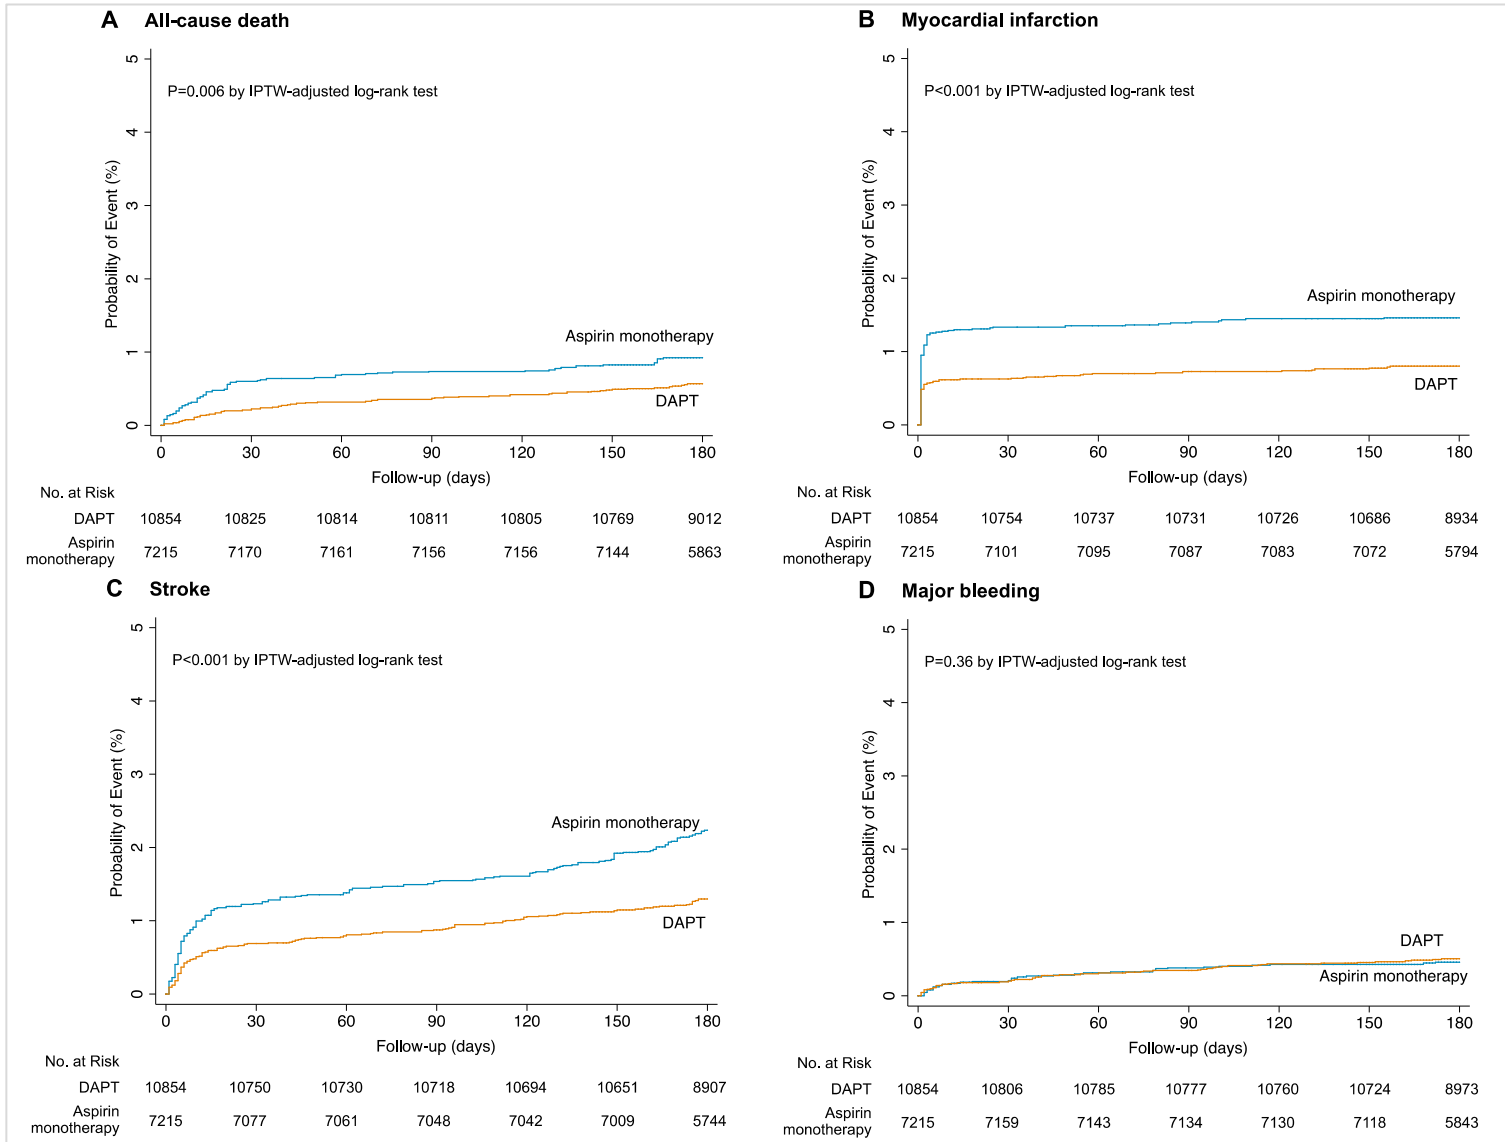 A All-cause death
5
4
3
2
1
0
Probability of Event (%)
P=0.006 by IPTW-adjusted log-rank test
Aspirin monotherapy
DAPT
0 30 60 90 120 150 180
Follow-up (days)
No. at Risk
DAPT 10854 10825 10814 10811 10805 10769 9012
Aspirin
monotherapy 7215 7170 7161 7156 7156 7144 5863
B Myocardial infarction
5
4
3
2
1
0
Probability of Event (%)
P<0.001 by IPTW-adjusted log-rank test
Aspirin monotherapy
DAPT
0 30 60 90 120 150 180
Follow-up (days)
No. at Risk
DAPT 10854 10754 10737 10731 10726 10686 8934
Aspirin
monotherapy 7215 7101 7095 7087 7083 7072 5794
C Stroke
5
4
3
2
1
0
Probability of Event (%)
P<0.001 by IPTW-adjusted log-rank test
Aspirin monotherapy
DAPT
0 30 60 90 120 150 180
Follow-up (days)
No. at Risk
DAPT 10854 10750 10730 10718 10694 10651 8907
Aspirin
monotherapy 7215 7077 7061 7048 7042 7009 5744
D Major bleeding
5
4
3
2
1
0
Probability of Event (%)
P=0.36 by IPTW-adjusted log-rank test
DAPT
Aspirin monotherapy
0 30 60 90 120 150 180
Follow-up (days)
No. at Risk
DAPT 10854 10806 10785 10777 10760 10724 8973
Aspirin
monotherapy 7215 7159 7143 7134 7130 7118 5843